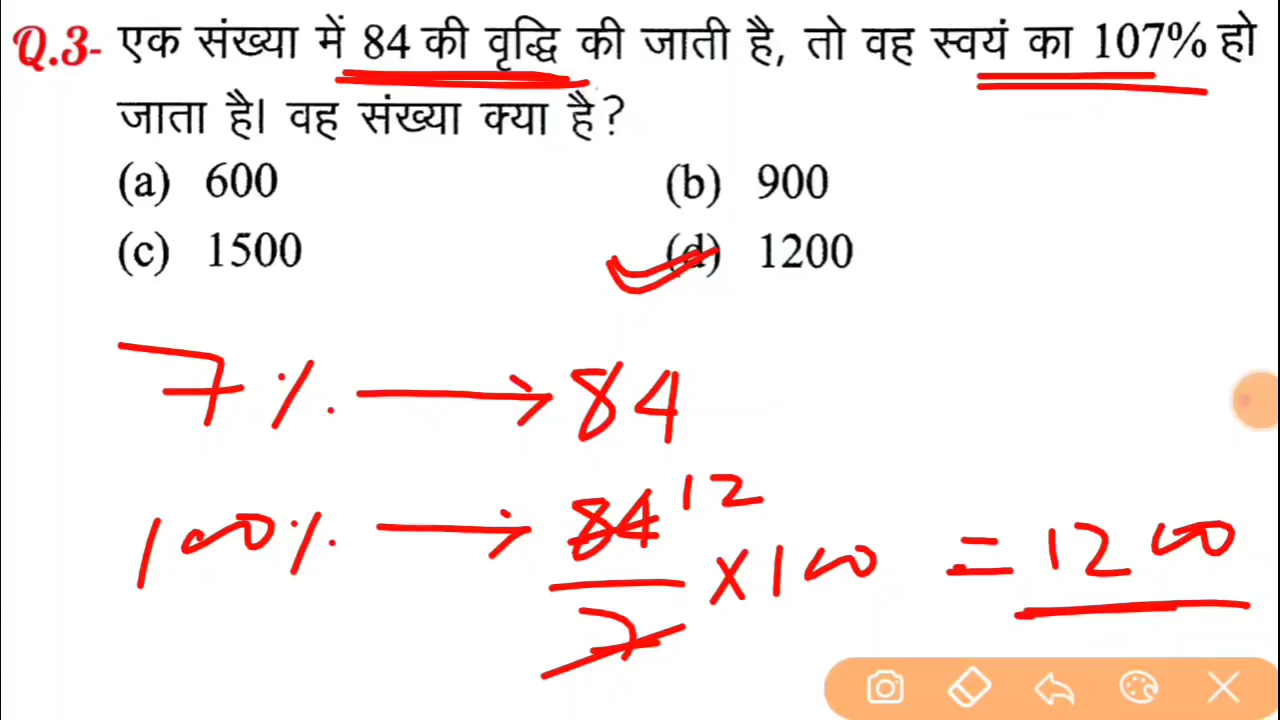 Q.3- एक संख्या में 84 की वृद्धि की जाती है, तो वह स्वयं का 107% हो
जाता है। वह संख्या क्या है?
(a) 600 (b) 900
(c) 1500 (d) 1200
7% → 84
100% → 84/7 12 × 100 = 1200